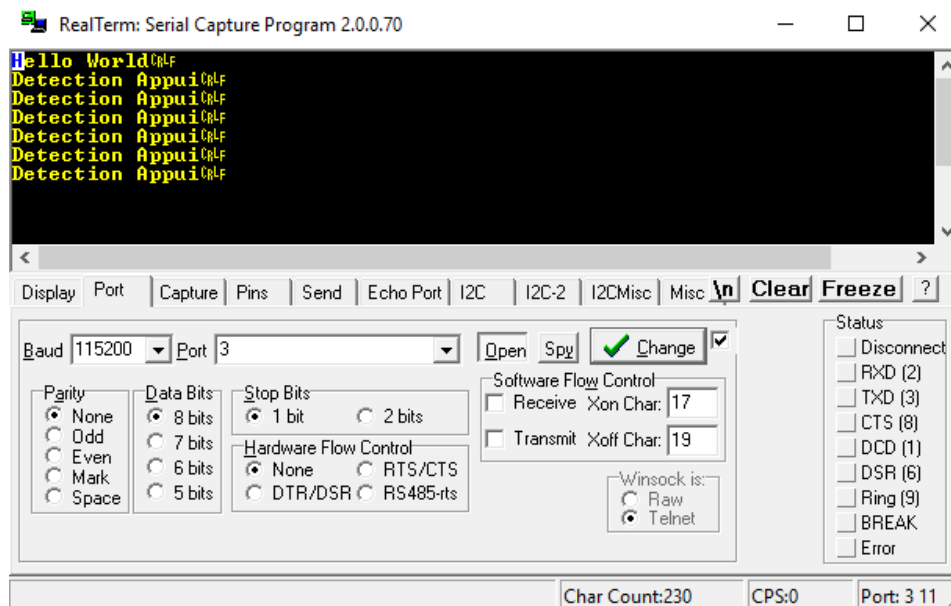 RealTerm: Serial Capture Program 2.0.0.70
Hello WorldCRLF
Detection AppuiCRLF
Detection AppuiCRLF
Detection AppuiCRLF
Detection AppuiCRLF
Detection AppuiCRLF
Detection AppuiCRLF
Display Port Capture Pins Send Echo Port I2C I2C-2 I2CMisc Misc \n Clear Freeze ?
Baud 115200 Port 3 Open Spy Change
Parity
None
Odd
Even
Mark
Space
Data Bits
8 bits
7 bits
6 bits
5 bits
Stop Bits
1 bit 2 bits
Hardware Flow Control
None RTS/CTS
DTR/DSR RS485-rts
Software Flow Control
Receive Xon Char: 17
Transmit Xoff Char: 19
Winsock is:
Raw
Telnet
Status
Disconnect
RXD (2)
TXD (3)
CTS (8)
DCD (1)
DSR (6)
Ring (9)
BREAK
Error
Char Count:230 CPS:0 Port: 3 11